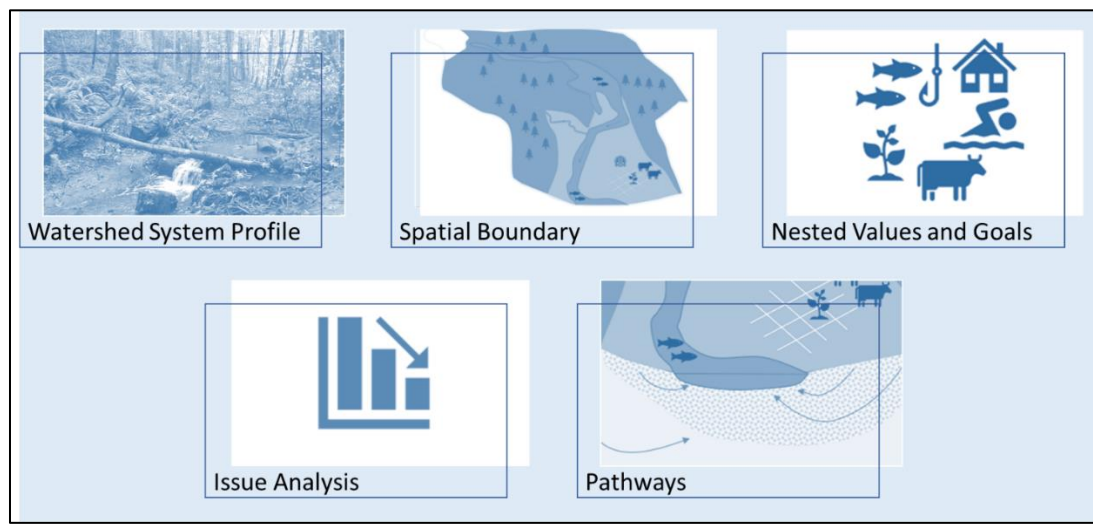 Watershed System Profile
Spatial Boundary
Nested Values and Goals
Issue Analysis
Pathways